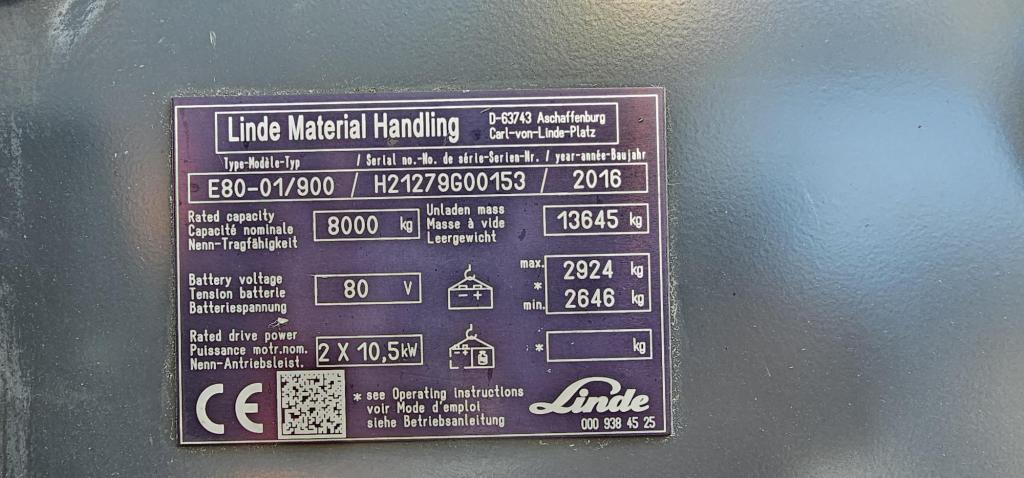 Linde Material Handling
D-63743 Aschaffenburg
Carl-von-Linde-Platz
Type-Modèle-Typ / Serial no.-No. de série-Serien-Nr. / year-année-Baujahr
E80-01/900 / H21279G00153 / 2016
Rated capacity
Capacité nominale
Nenn-Tragfähigkeit
8000 kg
Unladen mass
Masse à vide
Leergewicht
13645 kg
Battery voltage
Tension batterie
Batteriespannung
80 V
- +
max. 2924 kg
*
min. 2646 kg
Rated drive power
Puissance motr.nom.
Nenn-Antriebsleist.
2 X 10,5 kW
- +
* kg
CE
* see Operating instructions
voir Mode d'emploi
siehe Betriebsanleitung
Linde
000 938 45 25